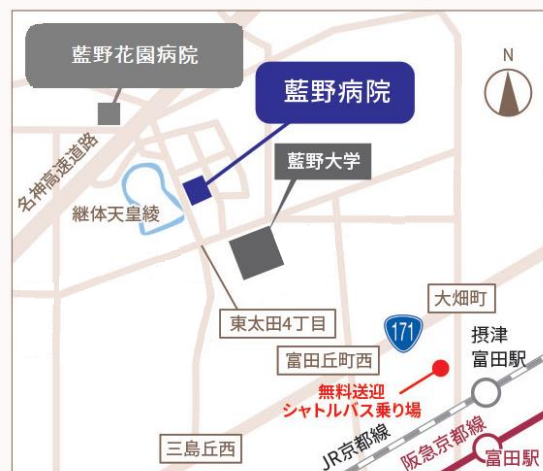 藍野花園病院
藍野病院
N
藍野大学
名神高速道路
継体天皇綾
東太田4丁目
大畑町
171
富田丘町西
摂津
富田駅
無料送迎
シャトルバス乗り場
三島丘西
JR京都線
阪急京都線
富田駅